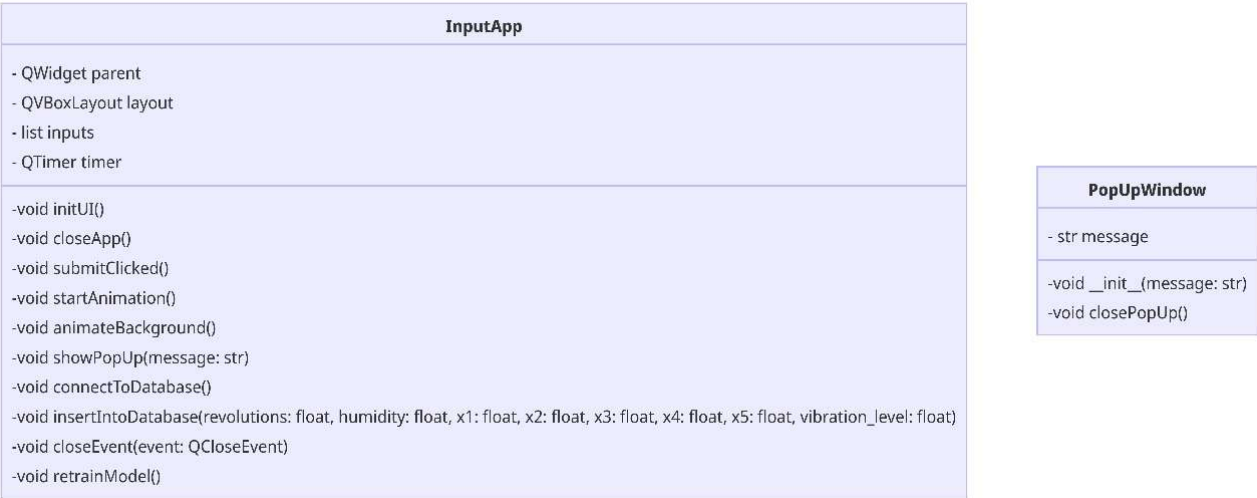 InputApp
- QWidget parent
- QVBoxLayout layout
- list inputs
- QTimer timer
-void initUI()
-void closeApp()
-void submitClicked()
-void startAnimation()
-void animateBackground()
-void showPopUp(message: str)
-void connectToDatabase()
-void insertIntoDatabase(revolutions: float, humidity: float, x1: float, x2: float, x3: float, x4: float, x5: float, vibration_level: float)
-void closeEvent(event: QCloseEvent)
-void retrainModel()
PopUpWindow
- str message
-void __init__(message: str)
-void closePopUp()